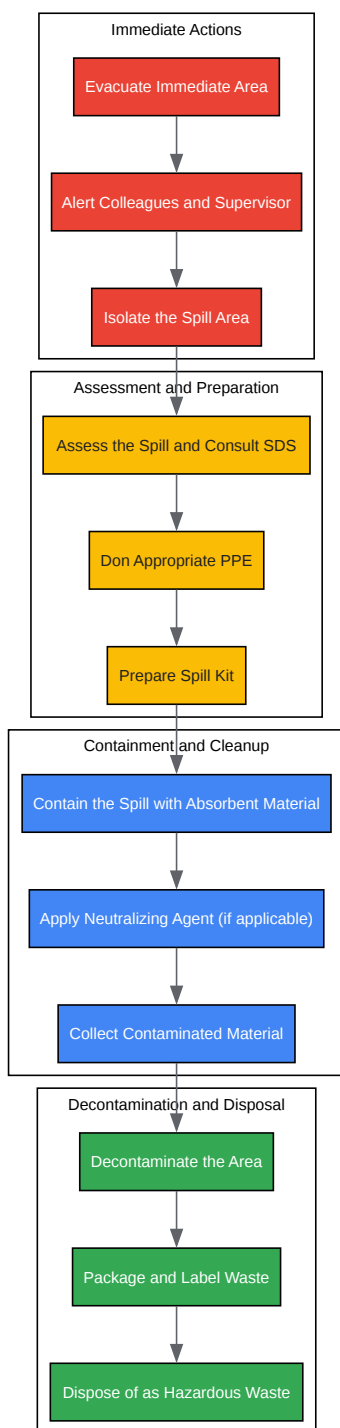 Immediate Actions
Evacuate Immediate Area
Alert Colleagues and Supervisor
Isolate the Spill Area
Assessment and Preparation
Assess the Spill and Consult SDS
Don Appropriate PPE
Prepare Spill Kit
Containment and Cleanup
Contain the Spill with Absorbent Material
Apply Neutralizing Agent (if applicable)
Collect Contaminated Material
Decontamination and Disposal
Decontaminate the Area
Package and Label Waste
Dispose of as Hazardous Waste